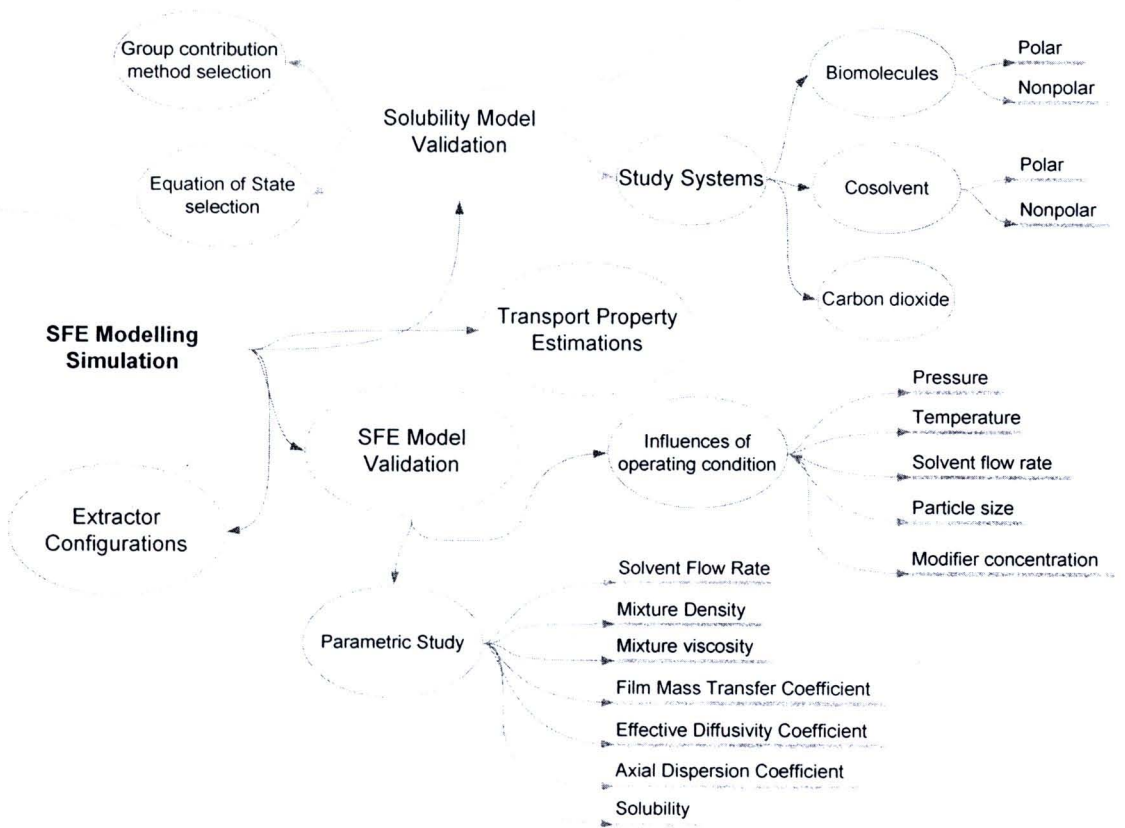 Group contribution
method selection
Solubility Model
Validation
Equation of State
selection
Study Systems
Biomolecules
Polar
Nonpolar
Cosolvent
Polar
Nonpolar
Carbon dioxide
SFE Modelling
Simulation
Transport Property
Estimations
SFE Model
Validation
Influences of
operating condition
Pressure
Temperature
Solvent flow rate
Particle size
Modifier concentration
Extractor
Configurations
Parametric Study
Solvent Flow Rate
Mixture Density
Mixture viscosity
Film Mass Transfer Coefficient
Effective Diffusivity Coefficient
Axial Dispersion Coefficient
Solubility